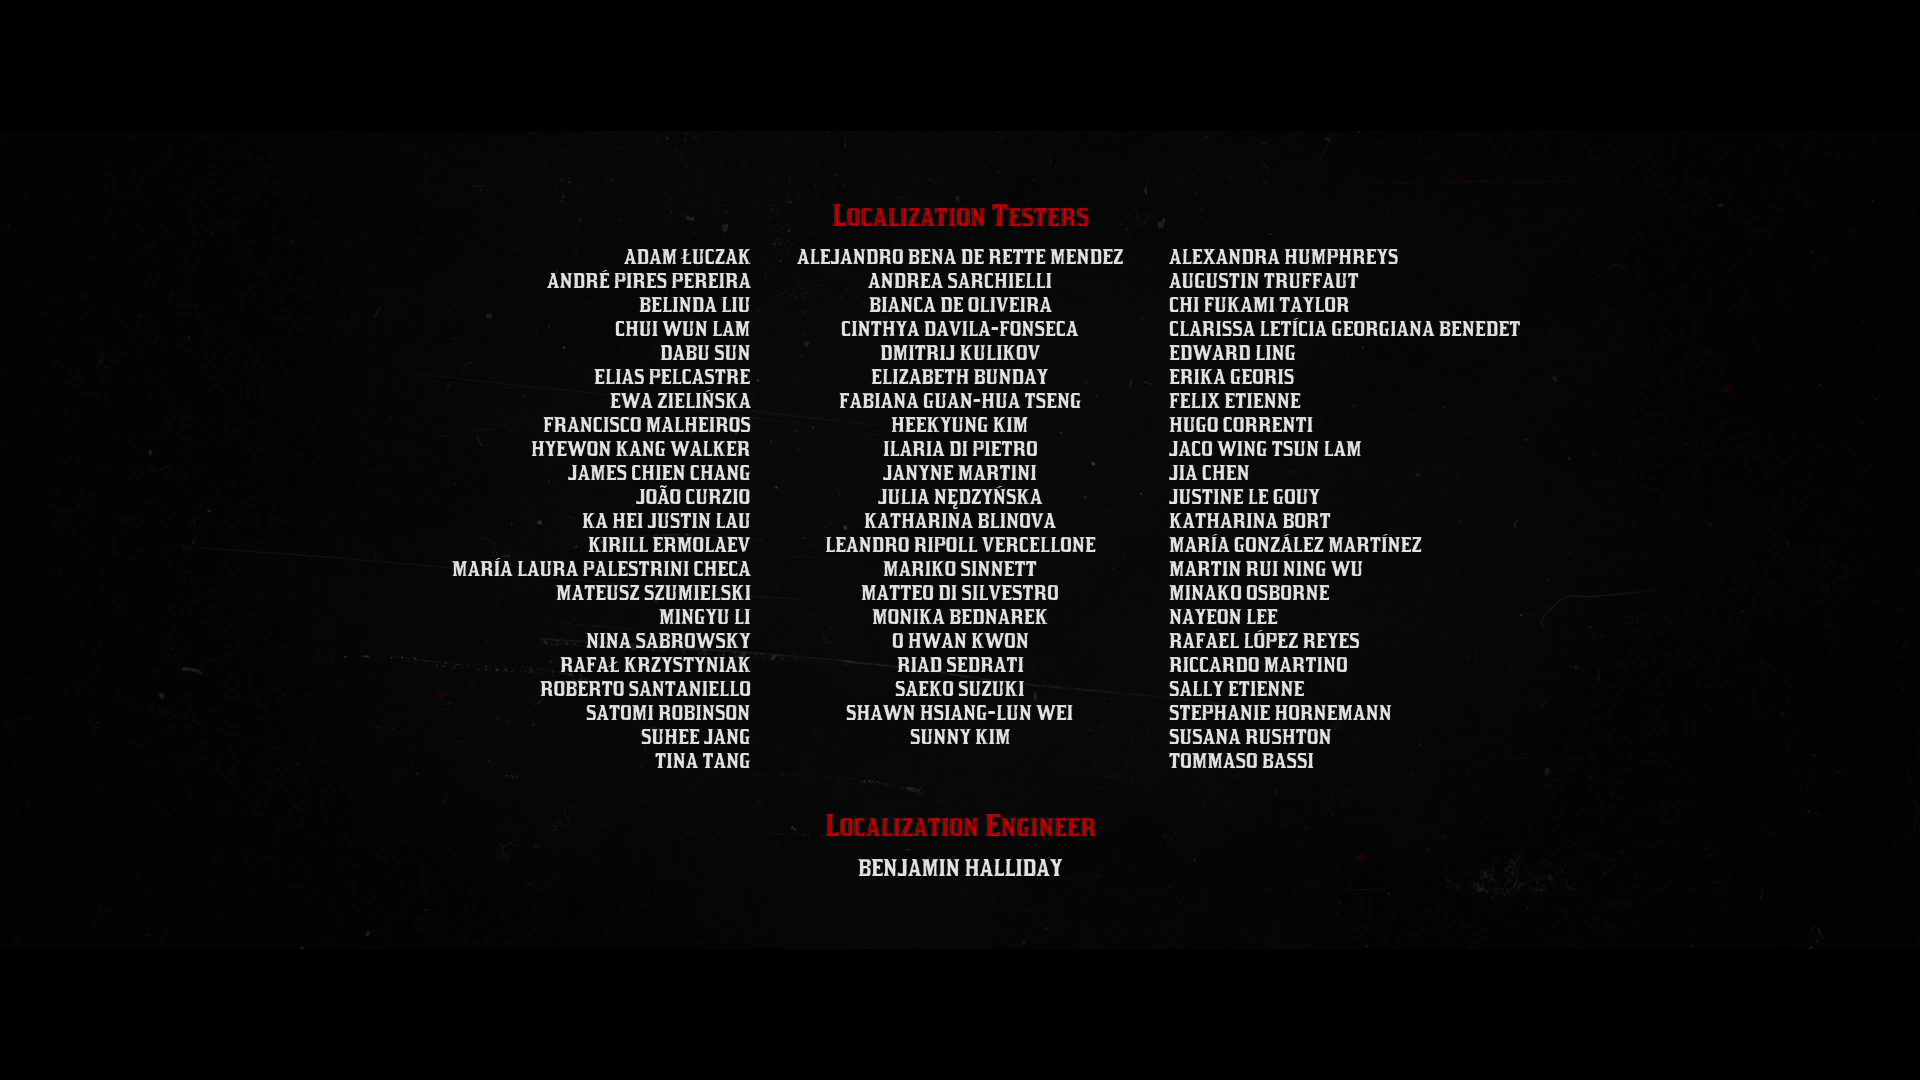 Localization Testers
ADAM ŁUCZAK ALEJANDRO BENA DE RETTE MENDEZ ALEXANDRA HUMPHREYS
ANDRÉ PIRES PEREIRA ANDREA SARCHIELLI AUGUSTIN TRUFFAUT
BELINDA LIU BIANCA DE OLIVEIRA CHI FUKAMI TAYLOR
CHUI WUN LAM CINTHYA DAVILA-FONSECA CLARISSA LETÍCIA GEORGIANA BENEDET
DABU SUN DMITRIJ KULIKOV EDWARD LING
ELIAS PELCASTRE ELIZABETH BUNDAY ERIKA GEORIS
EWA ZIELIŃSKA FABIANA GUAN-HUA TSENG FELIX ETIENNE
FRANCISCO MALHEIROS HEEKYUNG KIM HUGO CORRENTI
HYEWON KANG WALKER ILARIA DI PIETRO JACO WING TSUN LAM
JAMES CHIEN CHANG JANYNE MARTINI JIA CHEN
JOÃO CURZIO JULIA NĘDZYŃSKA JUSTINE LE GOUY
KA HEI JUSTIN LAU KATHARINA BLINOVA KATHARINA BORT
KIRILL ERMOLAEV LEANDRO RIPOLL VERCELLONE MARÍA GONZÁLEZ MARTÍNEZ
MARÍA LAURA PALESTRINI CHECA MARIKO SINNETT MARTIN RUI NING WU
MATEUSZ SZUMIELSKI MATTEO DI SILVESTRO MINAKO OSBORNE
MINGYU LI MONIKA BEDNAREK NAYEON LEE
NINA SABROWSKY O HWAN KWON RAFAEL LÓPEZ REYES
RAFAŁ KRZYSTYNIAK RIAD SEDRATI RICCARDO MARTINO
ROBERTO SANTANIELLO SAEKO SUZUKI SALLY ETIENNE
SATOMI ROBINSON SHAWN HSIANG-LUN WEI STEPHANIE HORNEMANN
SUHEE JANG SUNNY KIM SUSANA RUSHTON
TINA TANG TOMMASO BASSI
Localization Engineer
BENJAMIN HALLIDAY